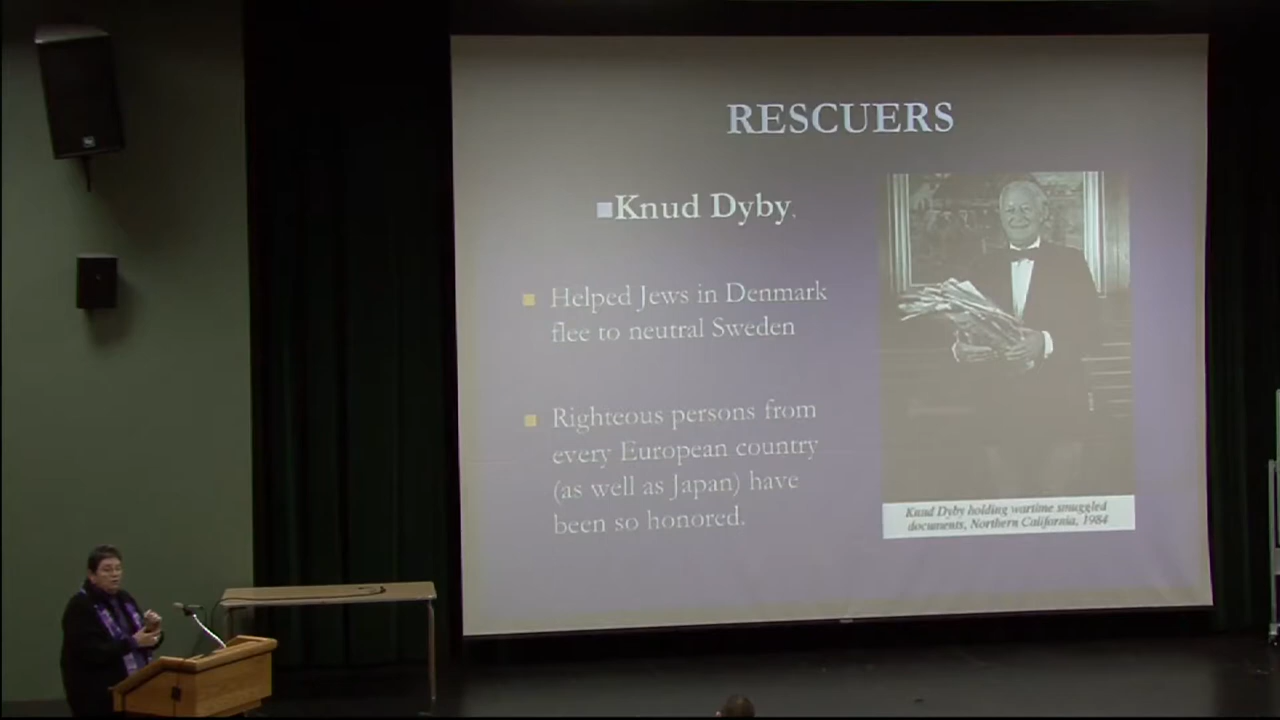 RESCUERS
Knud Dyby,
Helped Jews in Denmark
flee to neutral Sweden
Righteous persons from
every European country
(as well as Japan) have
been so honored.
Knud Dyby holding wartime smuggled
documents, Northern California, 1984